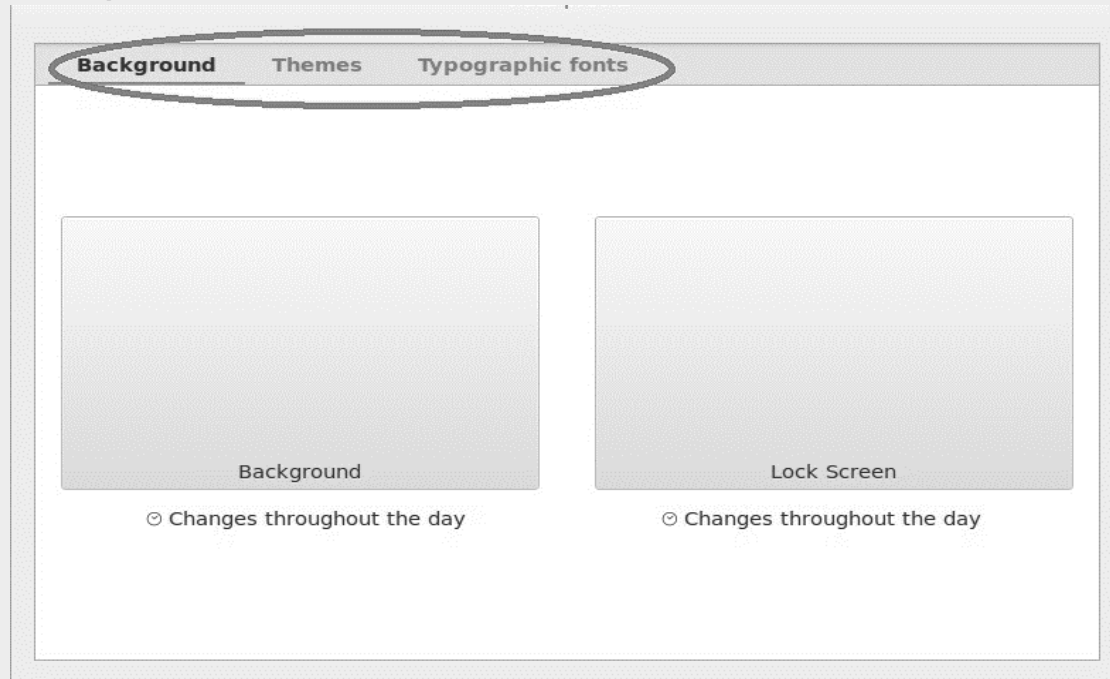 Background Themes Typographic fonts
Background Lock Screen
Changes throughout the day Changes throughout the day